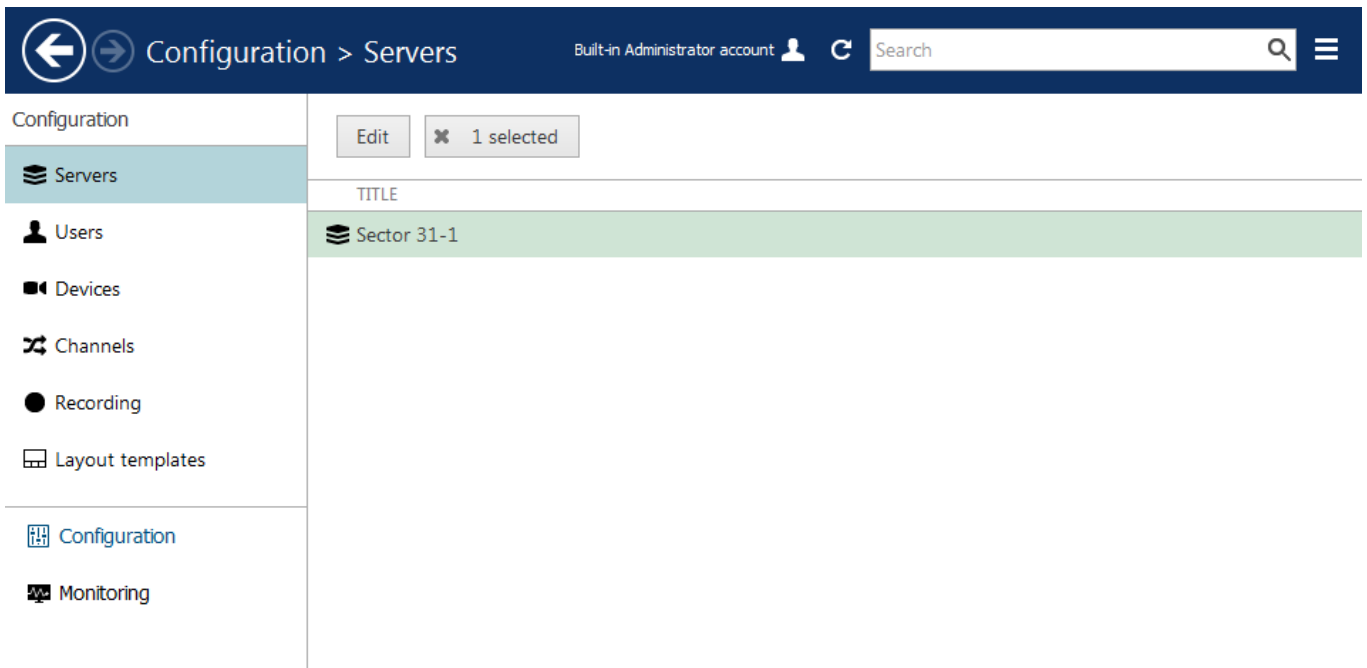 Configuration > Servers
Built-in Administrator account
Search
Configuration
Servers
Users
Devices
Channels
Recording
Layout templates
Configuration
Monitoring
Edit
1 selected
TITLE
Sector 31-1